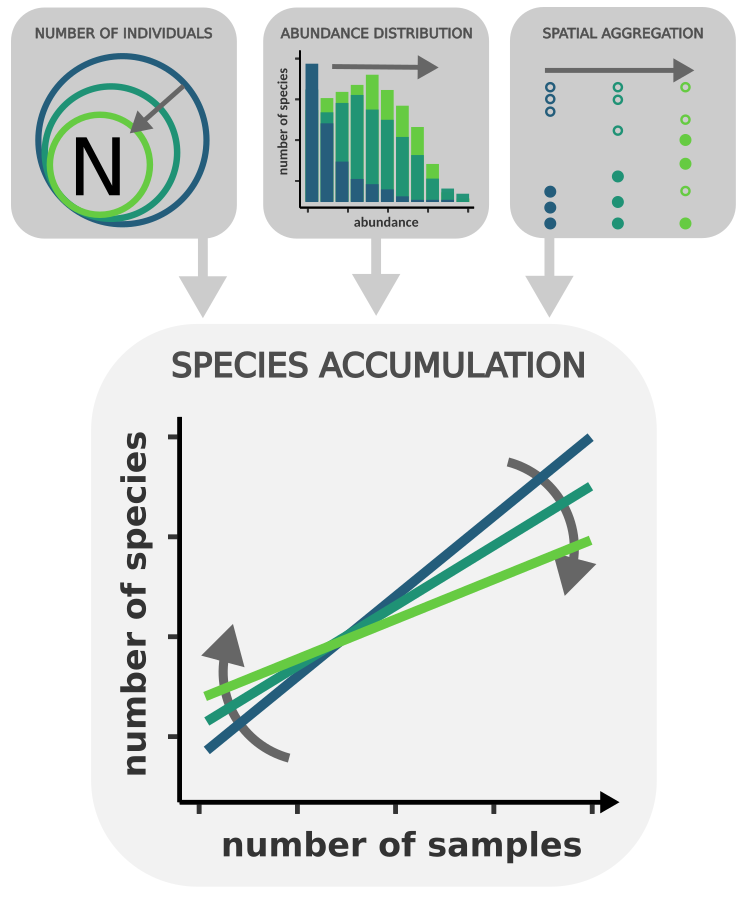 NUMBER OF INDIVIDUALS
N
ABUNDANCE DISTRIBUTION
number of species
abundance
SPATIAL AGGREGATION
SPECIES ACCUMULATION
number of species
number of samples